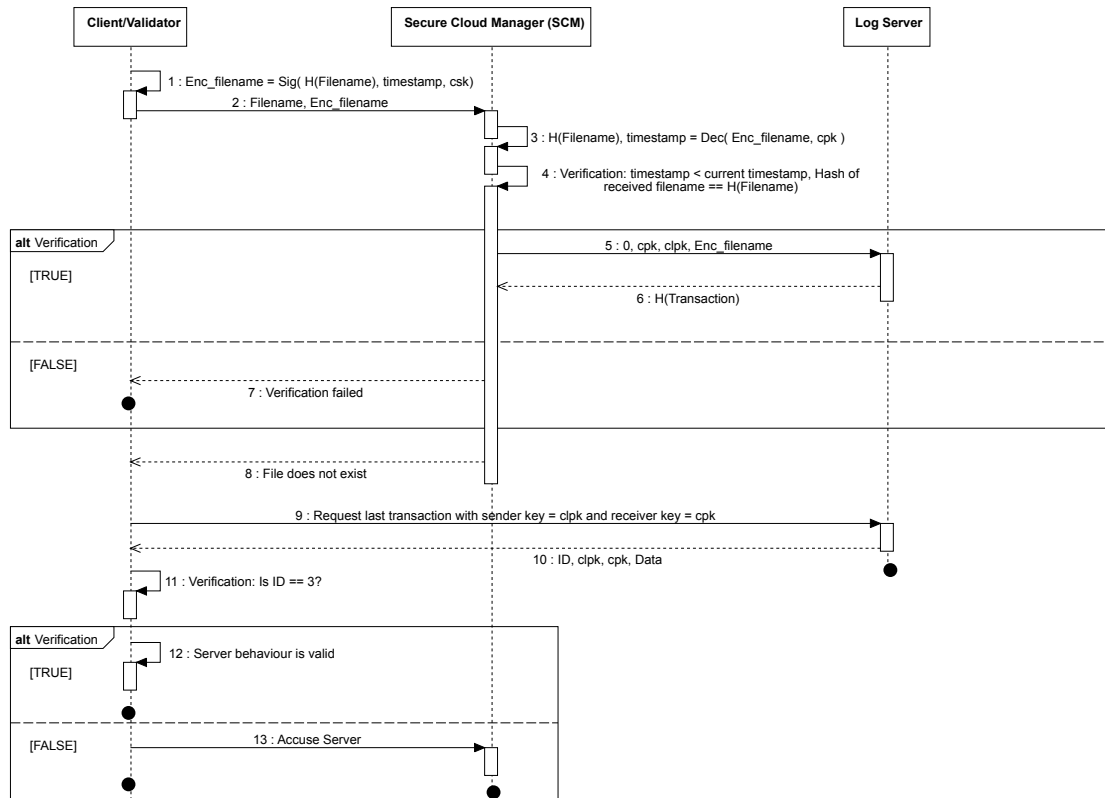 Client/Validator
Secure Cloud Manager (SCM)
Log Server
1 : Enc_filename = Sig( H(Filename), timestamp, csk)
2 : Filename, Enc_filename
3 : H(Filename), timestamp = Dec( Enc_filename, cpk )
4 : Verification: timestamp < current timestamp, Hash of
received filename == H(Filename)
alt Verification
5 : 0, cpk, clpk, Enc_filename
[TRUE]
6 : H(Transaction)
[FALSE]
7 : Verification failed
8 : File does not exist
9 : Request last transaction with sender key = clpk and receiver key = cpk
10 : ID, clpk, cpk, Data
11 : Verification: Is ID == 3?
alt Verification
12 : Server behaviour is valid
[TRUE]
[FALSE]
13 : Accuse Server